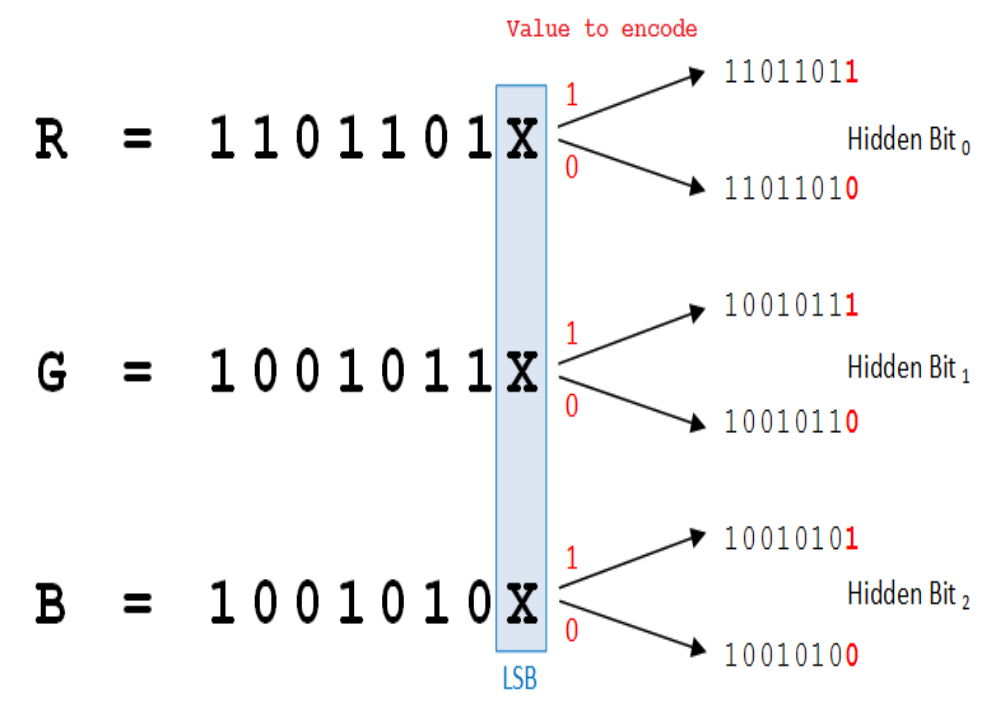 Value to encode
1 11011011
R = 1101101X Hidden Bit 0
0 11011010
1 10010111
G = 1001011X Hidden Bit 1
0 10010110
1 10010101
B = 1001010X Hidden Bit 2
0 10010100
LSB